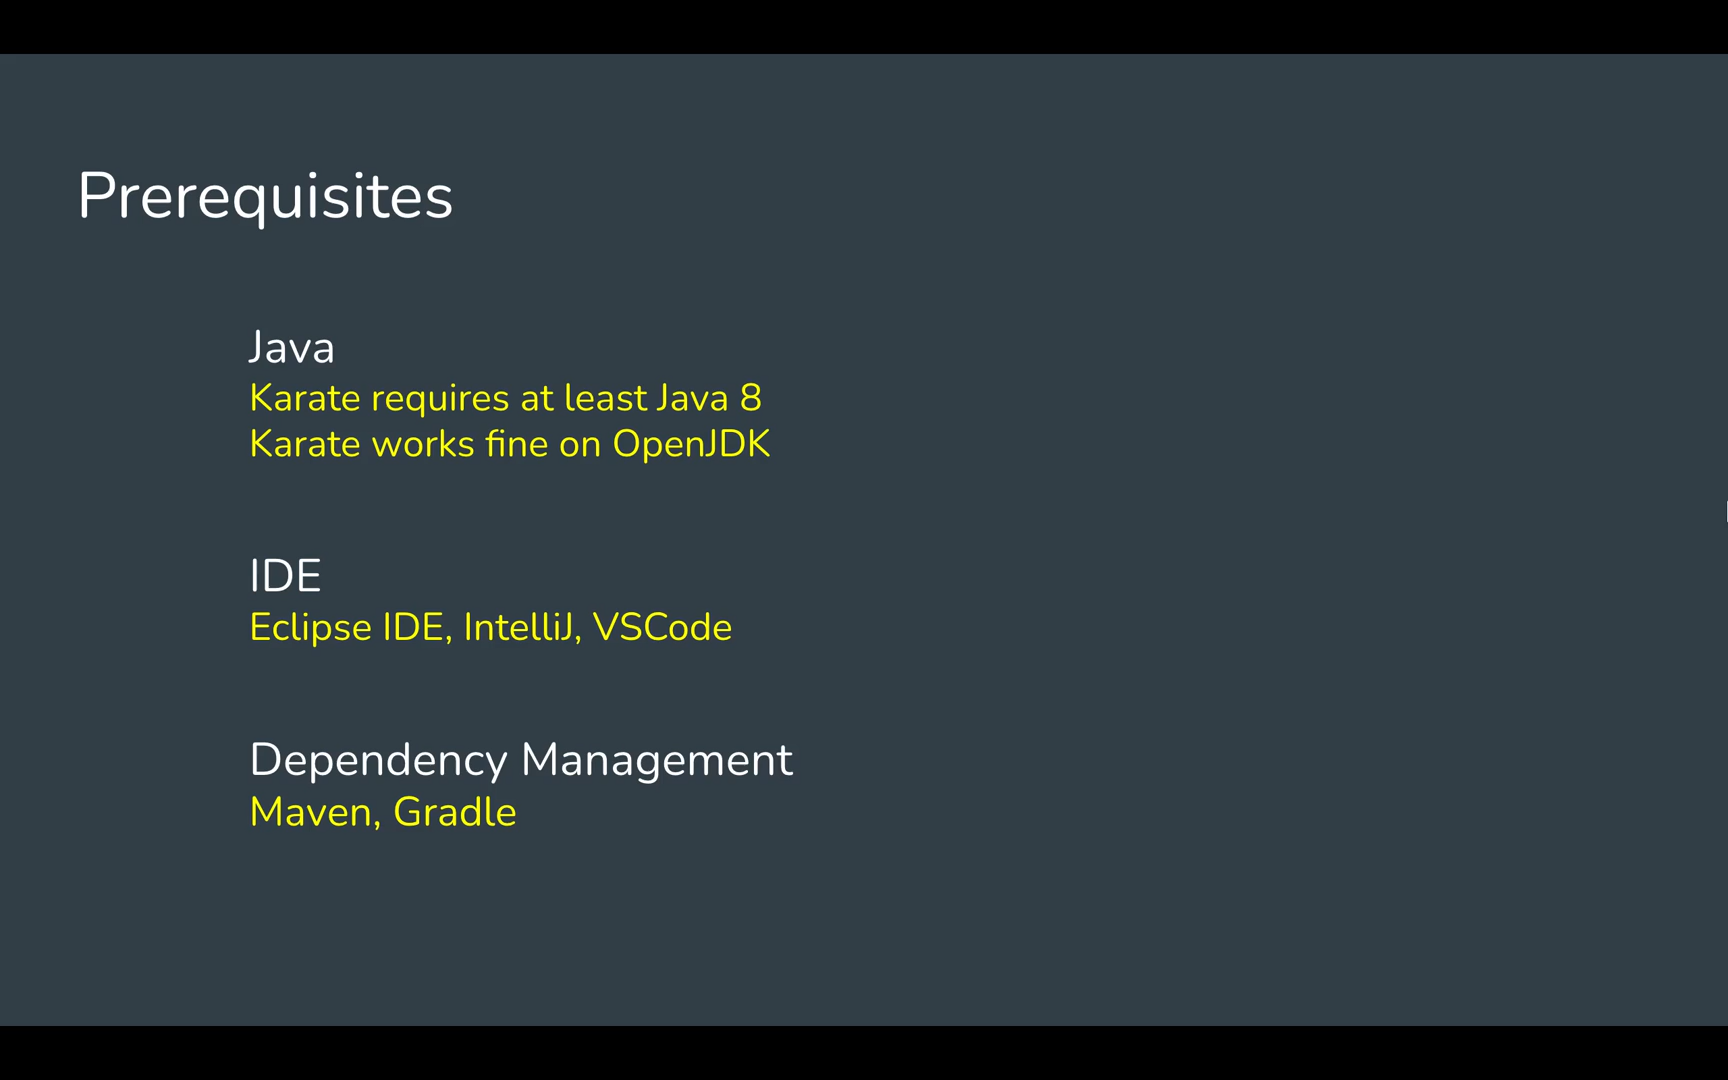 Prerequisites
Java
Karate requires at least Java 8
Karate works fine on OpenJDK
IDE
Eclipse IDE, IntelliJ, VSCode
Dependency Management
Maven, Gradle